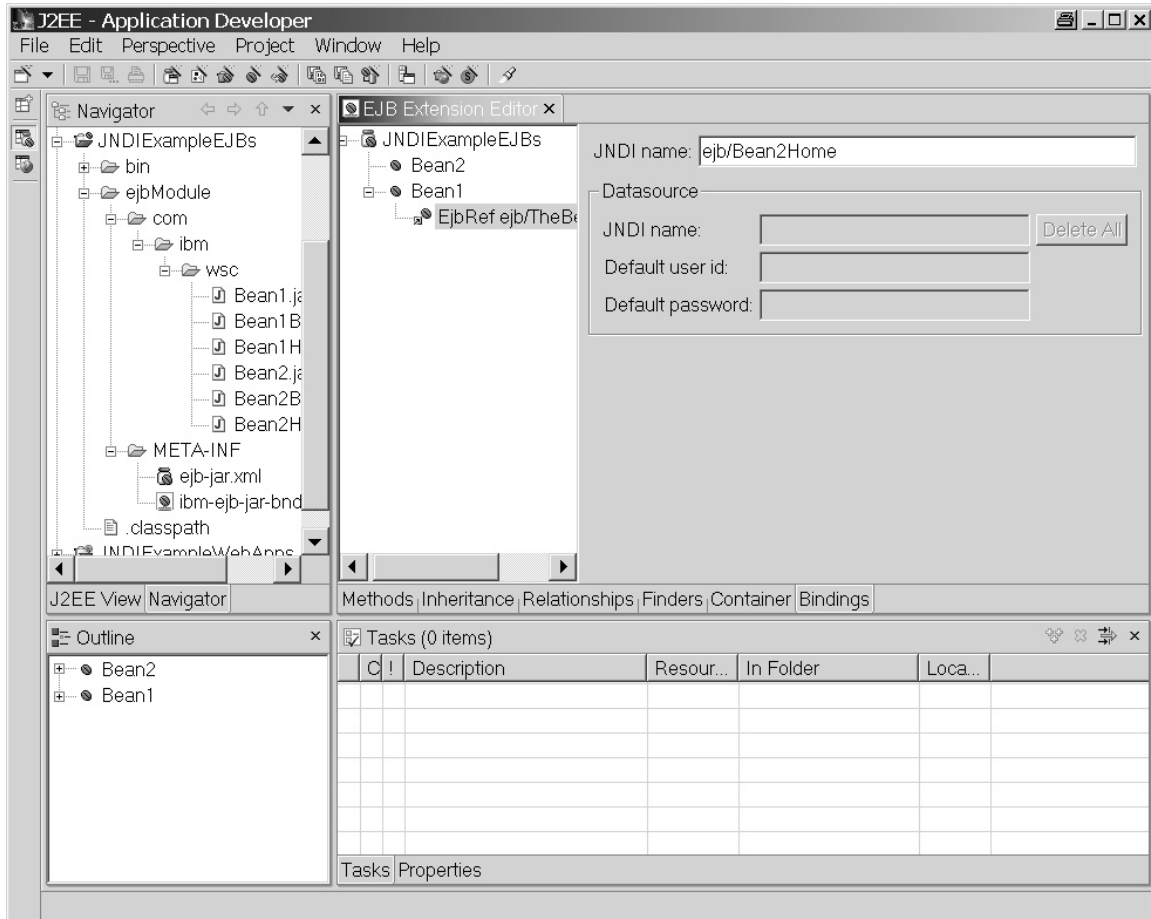 J2EE - Application Developer
File Edit Perspective Project Window Help
Navigator
JNDIExampleEJBs
bin
ejbModule
com
ibm
wsc
Bean1.ja
Bean1B
Bean1H
Bean2.ja
Bean2B
Bean2H
META-INF
ejb-jar.xml
ibm-ejb-jar-bnd
.classpath
JNDIExampleWebApps
J2EE View Navigator
EJB Extension Editor
JNDIExampleEJBs
Bean2
Bean1
EjbRef ejb/TheBe
JNDI name: ejb/Bean2Home
Datasource
JNDI name:
Delete All
Default user id:
Default password:
Methods Inheritance Relationships Finders Container Bindings
Outline
Bean2
Bean1
Tasks (0 items)
C ! Description Resour... In Folder Loca...
Tasks Properties